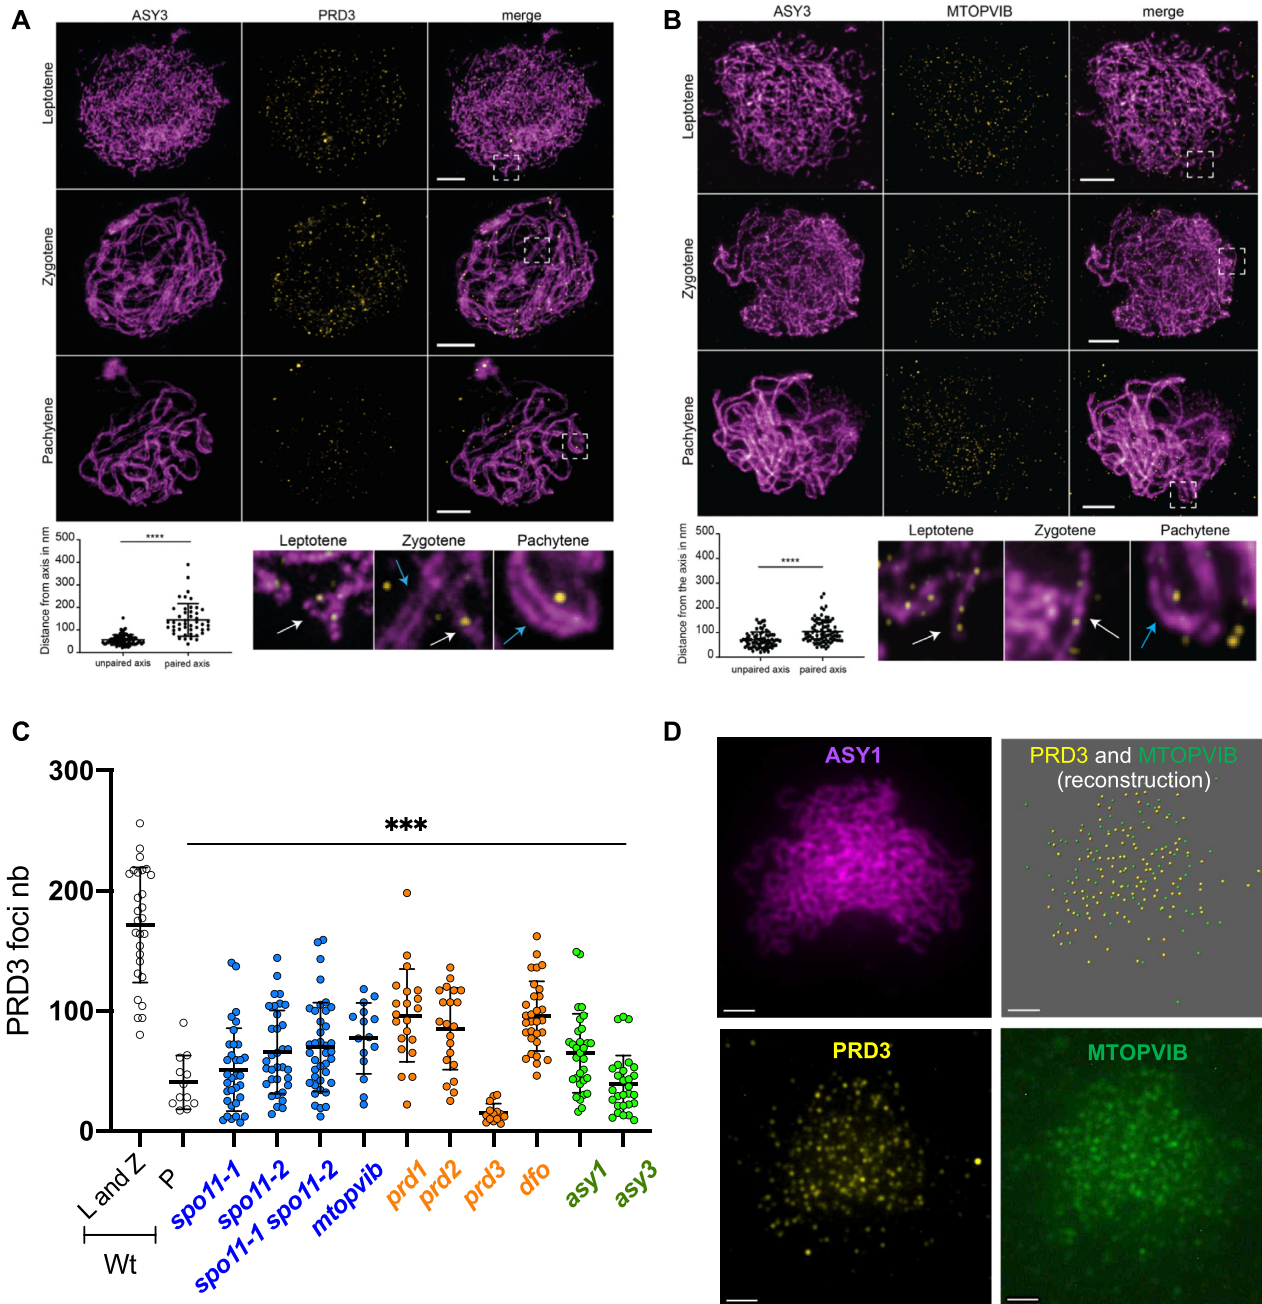 A
ASY3
PRD3
merge
Leptotene
Zygotene
Pachytene
Distance from axis in nm
500
400
300
200
100
0
****
unpaired axis
paired axis
Leptotene
Zygotene
Pachytene
B
ASY3
MTOPVIB
merge
Leptotene
Zygotene
Pachytene
Distance from the axis in nm
500
400
300
200
100
0
****
unpaired axis
paired axis
Leptotene
Zygotene
Pachytene
C
PRD3 foci nb
300
200
100
0
***
L and Z
P
Wt
spo11-1
spo11-2
spo11-1 spo11-2
mtopvib
prd1
prd2
prd3
dfo
asy1
asy3
D
ASY1
PRD3 and MTOPVIB
(reconstruction)
PRD3
MTOPVIB